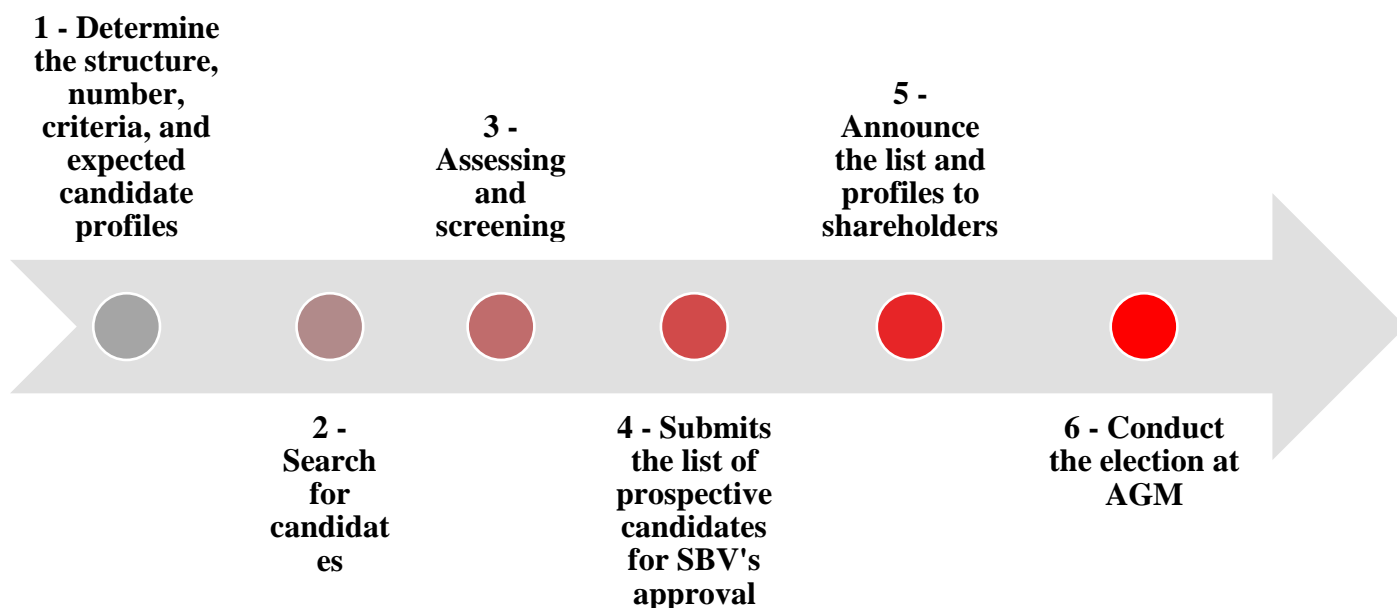 1 - Determine
the structure,
number,
criteria, and
expected
candidate
profiles
2 -
Search
for
candidat
es
3 -
Assessing
and
screening
4 - Submits
the list of
prospective
candidates
for SBV's
approval
5 -
Announce
the list and
profiles to
shareholders
6 - Conduct
the election at
AGM